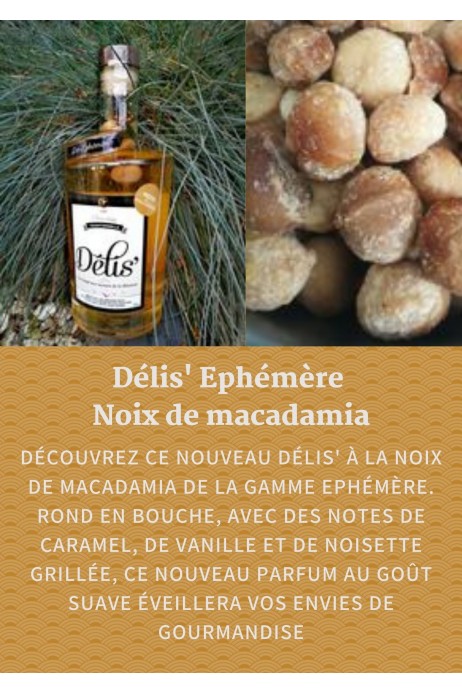 Délis'
Délis' Ephémère
Noix de macadamia
DÉCOUVREZ CE NOUVEAU DÉLIS' À LA NOIX
DE MACADAMIA DE LA GAMME EPHÉMÈRE.
ROND EN BOUCHE, AVEC DES NOTES DE
CARAMEL, DE VANILLE ET DE NOISETTE
GRILLÉE, CE NOUVEAU PARFUM AU GOÛT
SUAVE ÉVEILLERA VOS ENVIES DE
GOURMANDISE